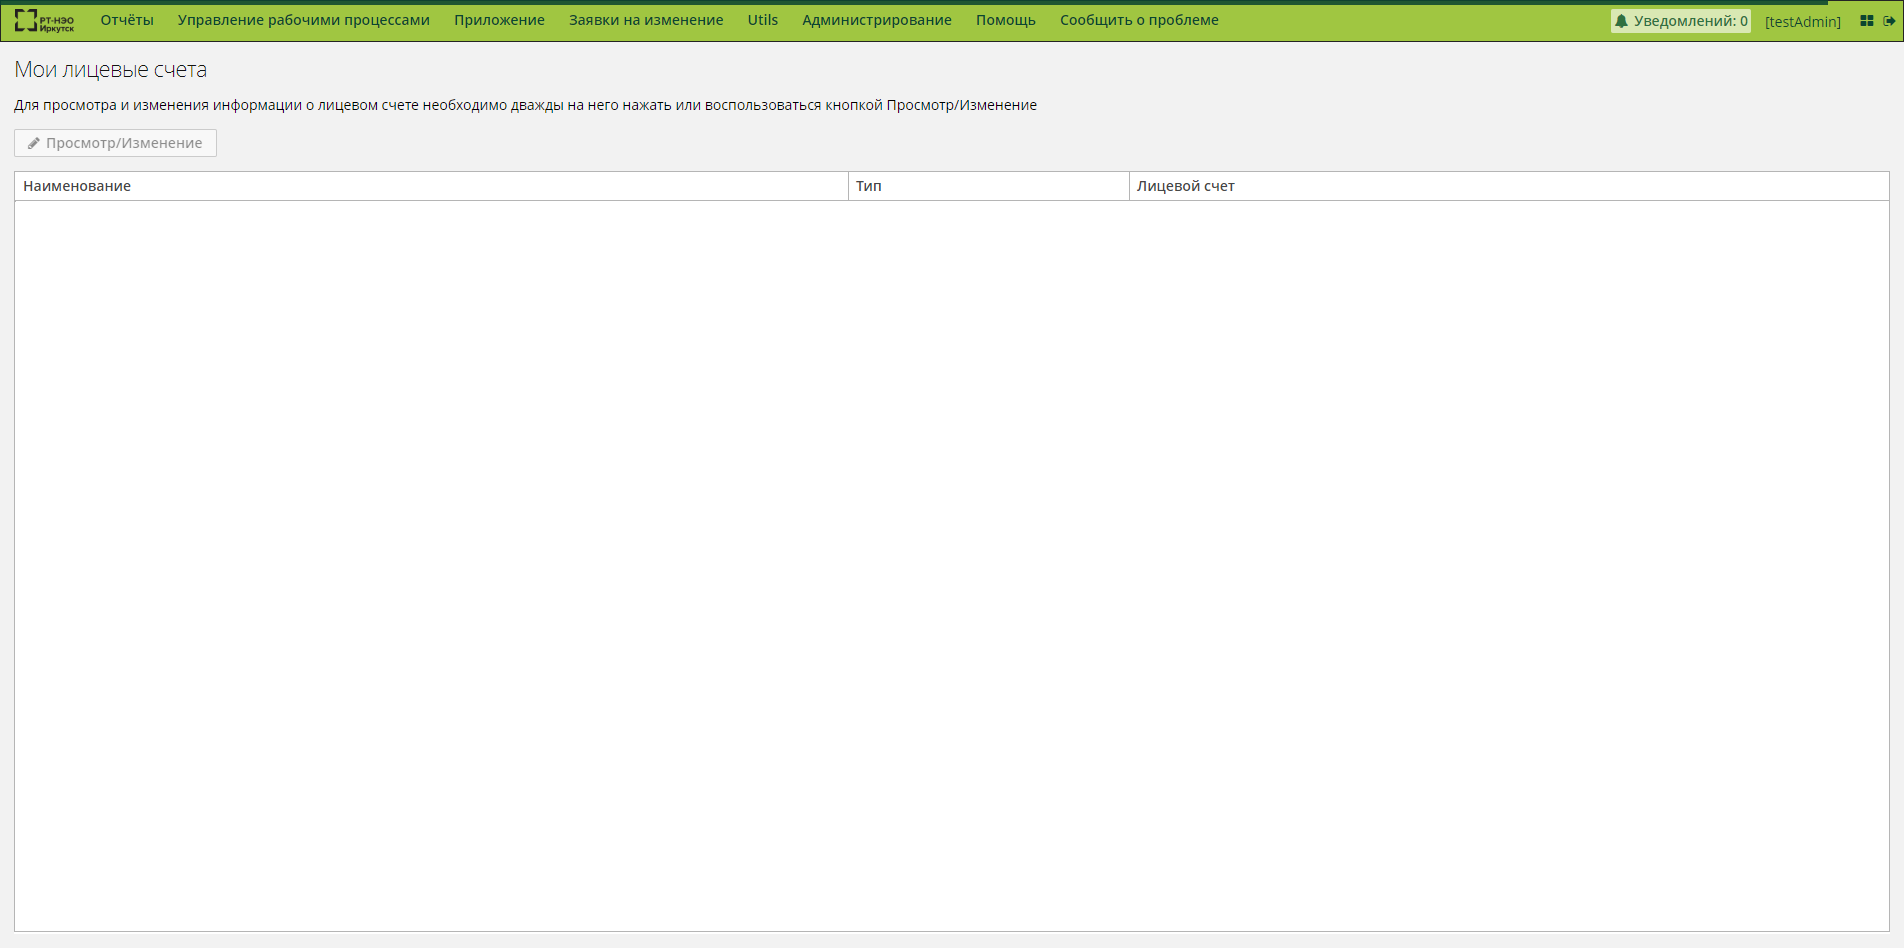 РТ-НЭО
Иркутск
Отчёты Управление рабочими процессами Приложение Заявки на изменение Utils Администрирование Помощь Сообщить о проблеме Уведомлений: 0 [testAdmin]
Мои лицевые счета
Для просмотра и изменения информации о лицевом счете необходимо дважды на него нажать или воспользоваться кнопкой Просмотр/Изменение
Просмотр/Изменение
Наименование Тип Лицевой счет